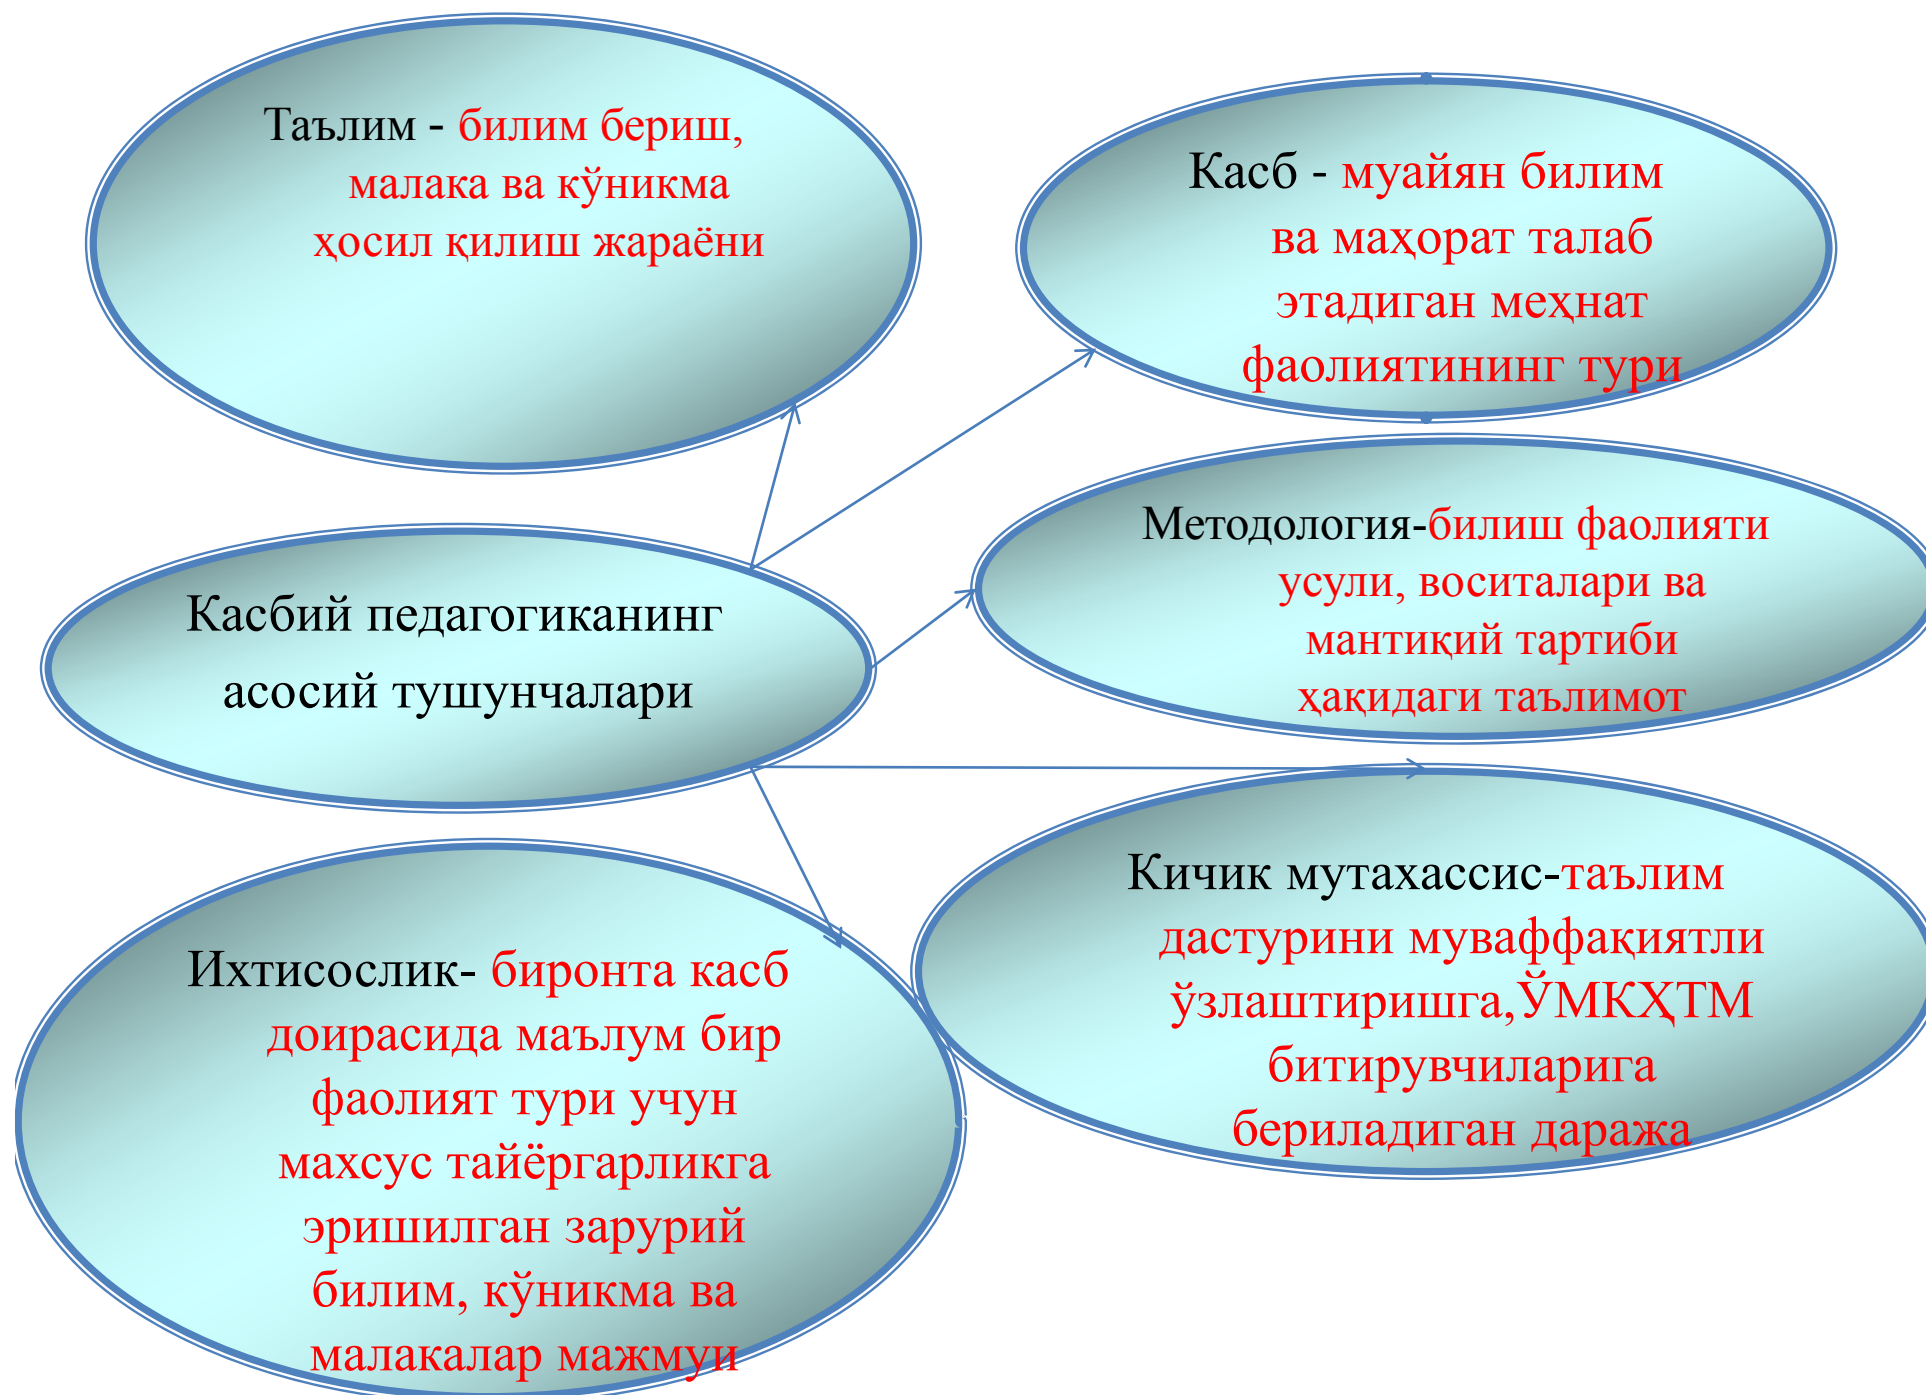 Таълим - билим бериш,
малака ва кўникма
ҳосил қилиш жараёни
Касб - муайян билим
ва маҳорат талаб
этадиган меҳнат
фаолиятининг тури
Методология-билиш фаолияти
усули, воситалари ва
мантиқий тартиби
ҳақидаги таълимот
Касбий педагогиканинг
асосий тушунчалари
Кичик мутахассис-таълим
дастурини муваффақиятли
ўзлаштиришга,ЎМКҲТМ
битирувчиларига
бериладиган даража
Ихтисослик- биронта касб
доирасида маълум бир
фаолият тури учун
махсус тайёргарликга
эришилган зарурий
билим, кўникма ва
малакалар мажмуи